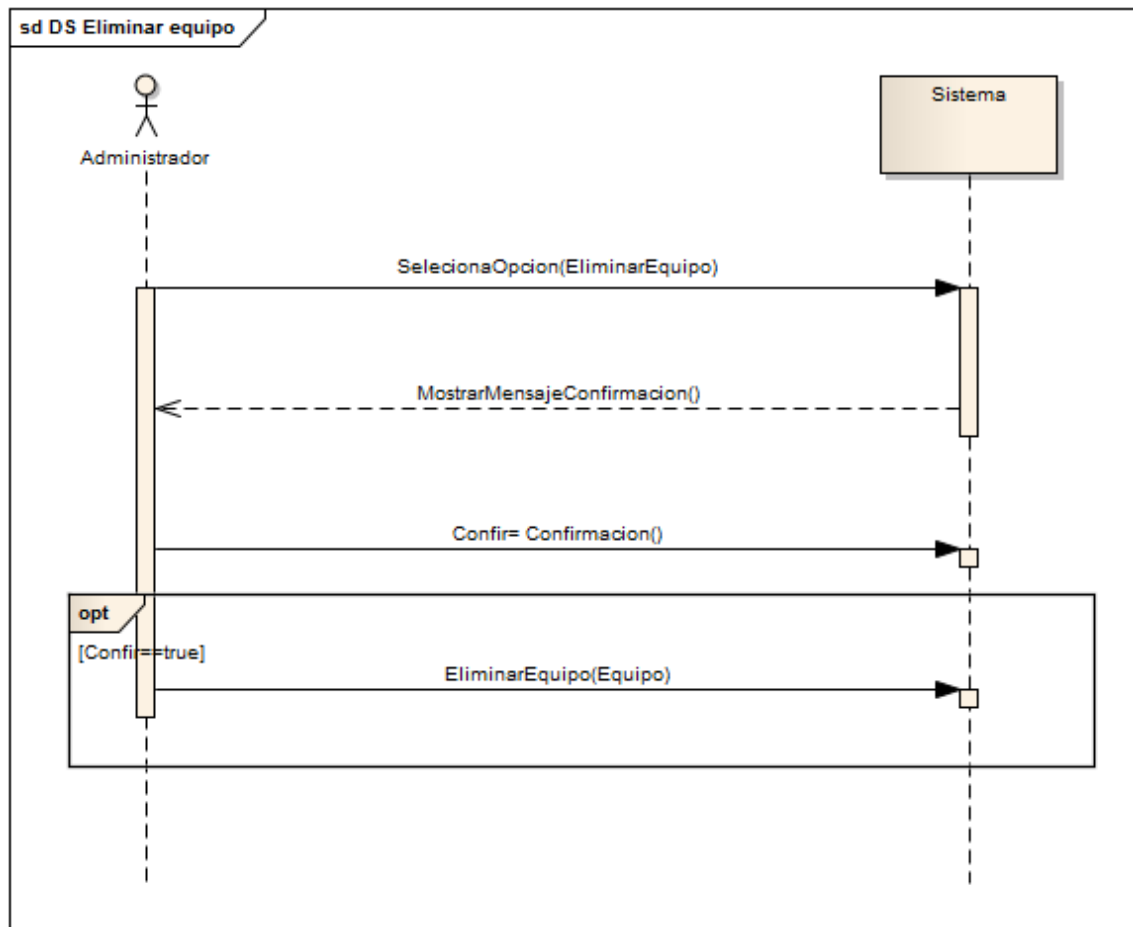 sd DS Eliminar equipo
Sistema
Administrador
SelecionaOpcion(EliminarEquipo)
MostrarMensajeConfirmacion()
Confir= Confirmacion()
opt
[Confir==true]
EliminarEquipo(Equipo)